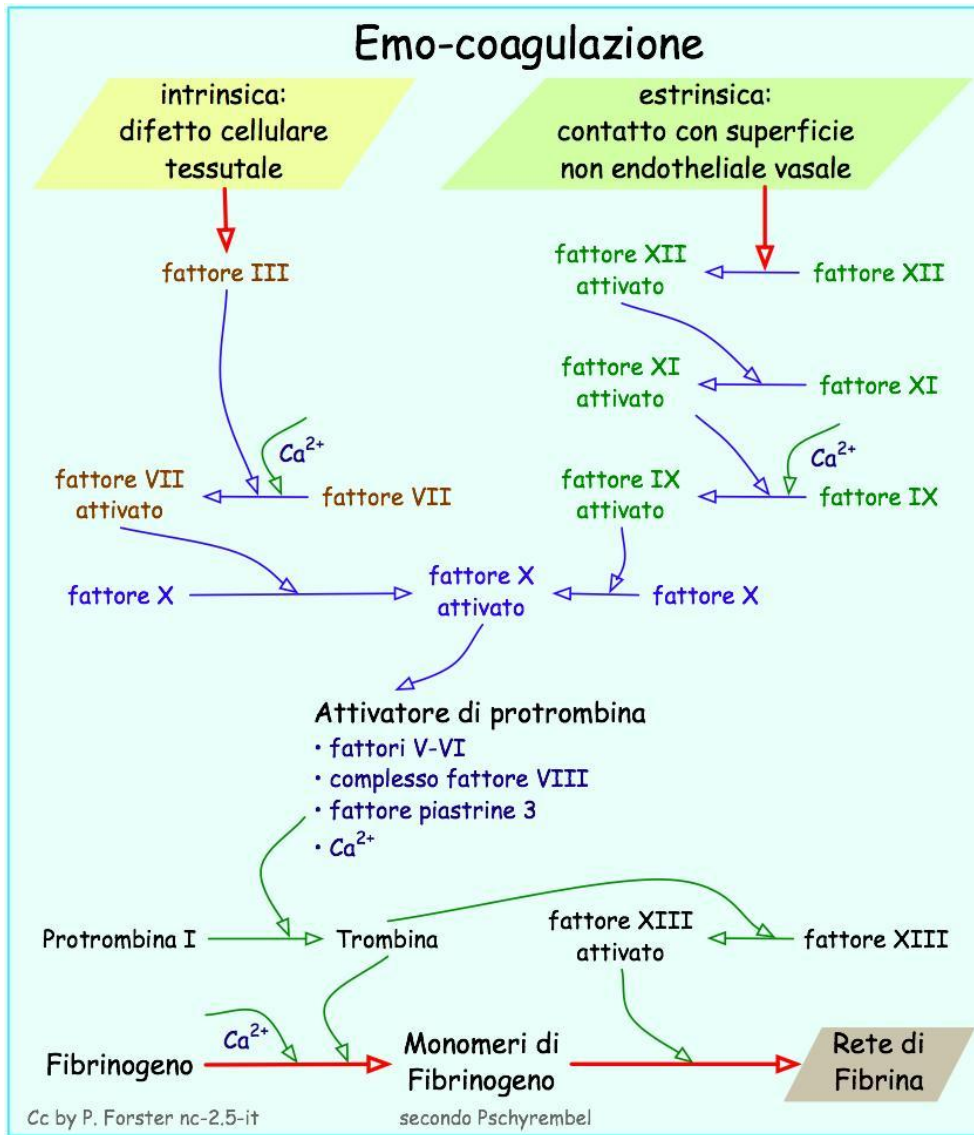 Emo-coagulazione
intrinsica:
difetto cellulare
tessutale
estrinsica:
contatto con superficie
non endotheliale vasale
fattore III
fattore XII
attivato
fattore XII
fattore XI
attivato
fattore XI
Ca²⁺
Ca²⁺
fattore VII
attivato
fattore VII
fattore IX
attivato
fattore IX
fattore X
fattore X
attivato
fattore X
Attivatore di protrombina
• fattori V-VI
• complesso fattore VIII
• fattore piastrine 3
• Ca²⁺
Protrombina I
Trombina
fattore XIII
attivato
fattore XIII
Ca²⁺
Fibrinogeno
Monomeri di
Fibrinogeno
Rete di
Fibrina
Cc by P. Forster nc-2.5-it
secondo Pschyrembel